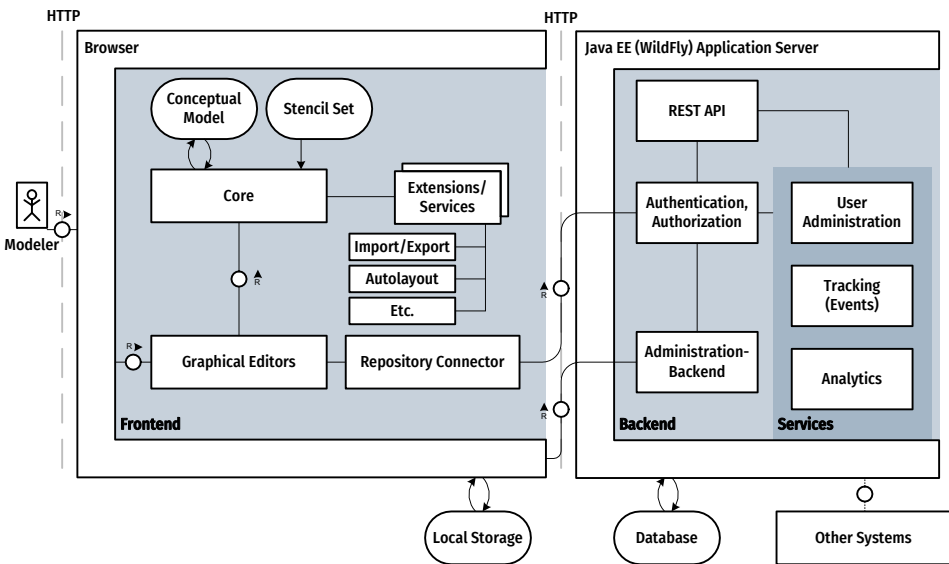 HTTP
HTTP
Browser
Java EE (WildFly) Application Server
Conceptual
Model
Stencil Set
REST API
Core
Extensions/
Services
Authentication,
Authorization
User
Administration
R
Modeler
Import/Export
Autolayout
Etc.
R
R
Tracking
(Events)
R
Graphical Editors
Repository Connector
Administration-
Backend
Analytics
R
Frontend
Backend
Services
Local Storage
Database
Other Systems